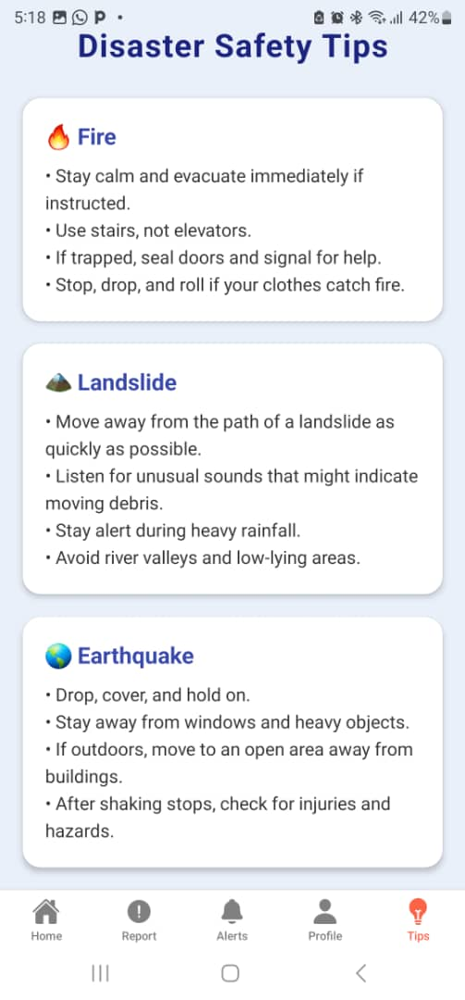 5:18 P • 42%
Disaster Safety Tips
🔥 Fire
• Stay calm and evacuate immediately if
instructed.
• Use stairs, not elevators.
• If trapped, seal doors and signal for help.
• Stop, drop, and roll if your clothes catch fire.
⛰️ Landslide
• Move away from the path of a landslide as
quickly as possible.
• Listen for unusual sounds that might indicate
moving debris.
• Stay alert during heavy rainfall.
• Avoid river valleys and low-lying areas.
🌎 Earthquake
• Drop, cover, and hold on.
• Stay away from windows and heavy objects.
• If outdoors, move to an open area away from
buildings.
• After shaking stops, check for injuries and
hazards.
Home Report Alerts Profile Tips